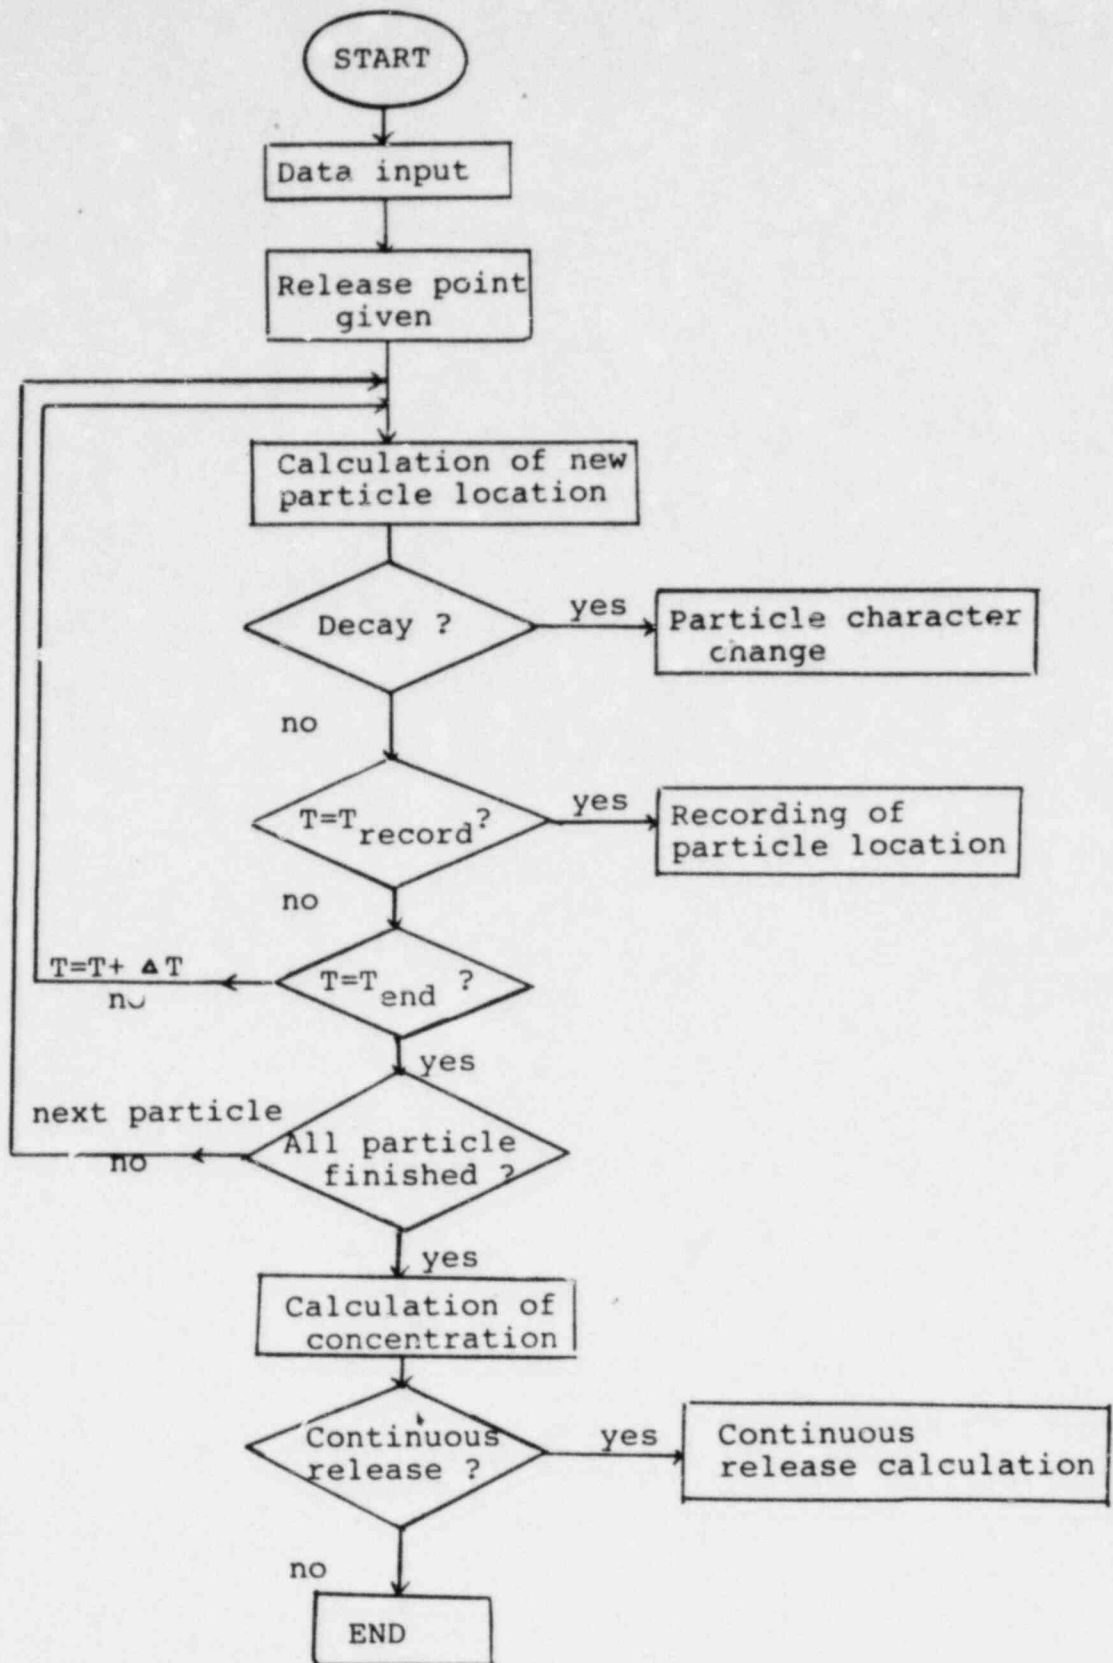 START
Data input
Release point
given
Calculation of new
particle location
Decay ?
yes
Particle character
change
no
T=Trecord?
yes
Recording of
particle location
no
T=Tend ?
T=T+ ΔT
no
yes
next particle
no
All particle
finished ?
yes
Calculation of
concentration
Continuous
release ?
yes
Continuous
release calculation
no
END